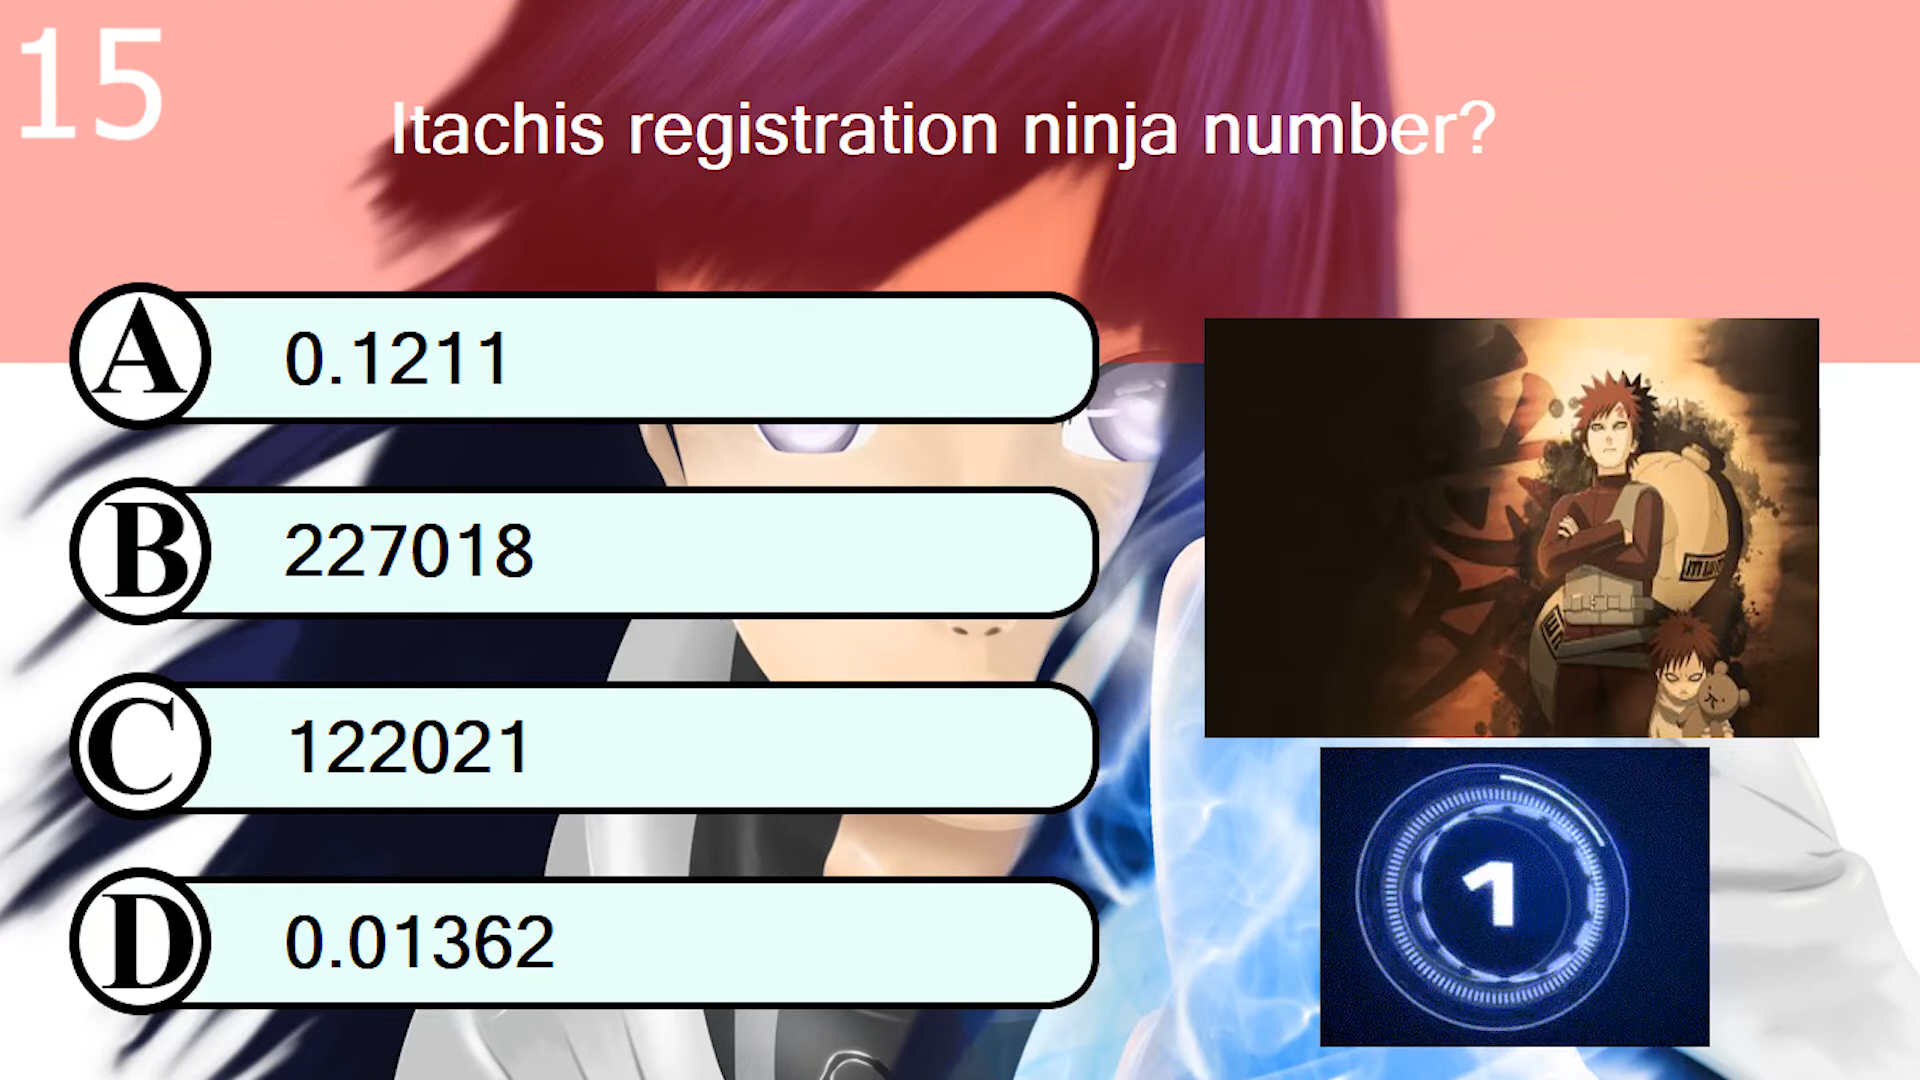 15
Itachis registration ninja number?
A 0.1211
B 227018
C 122021
D 0.01362
1